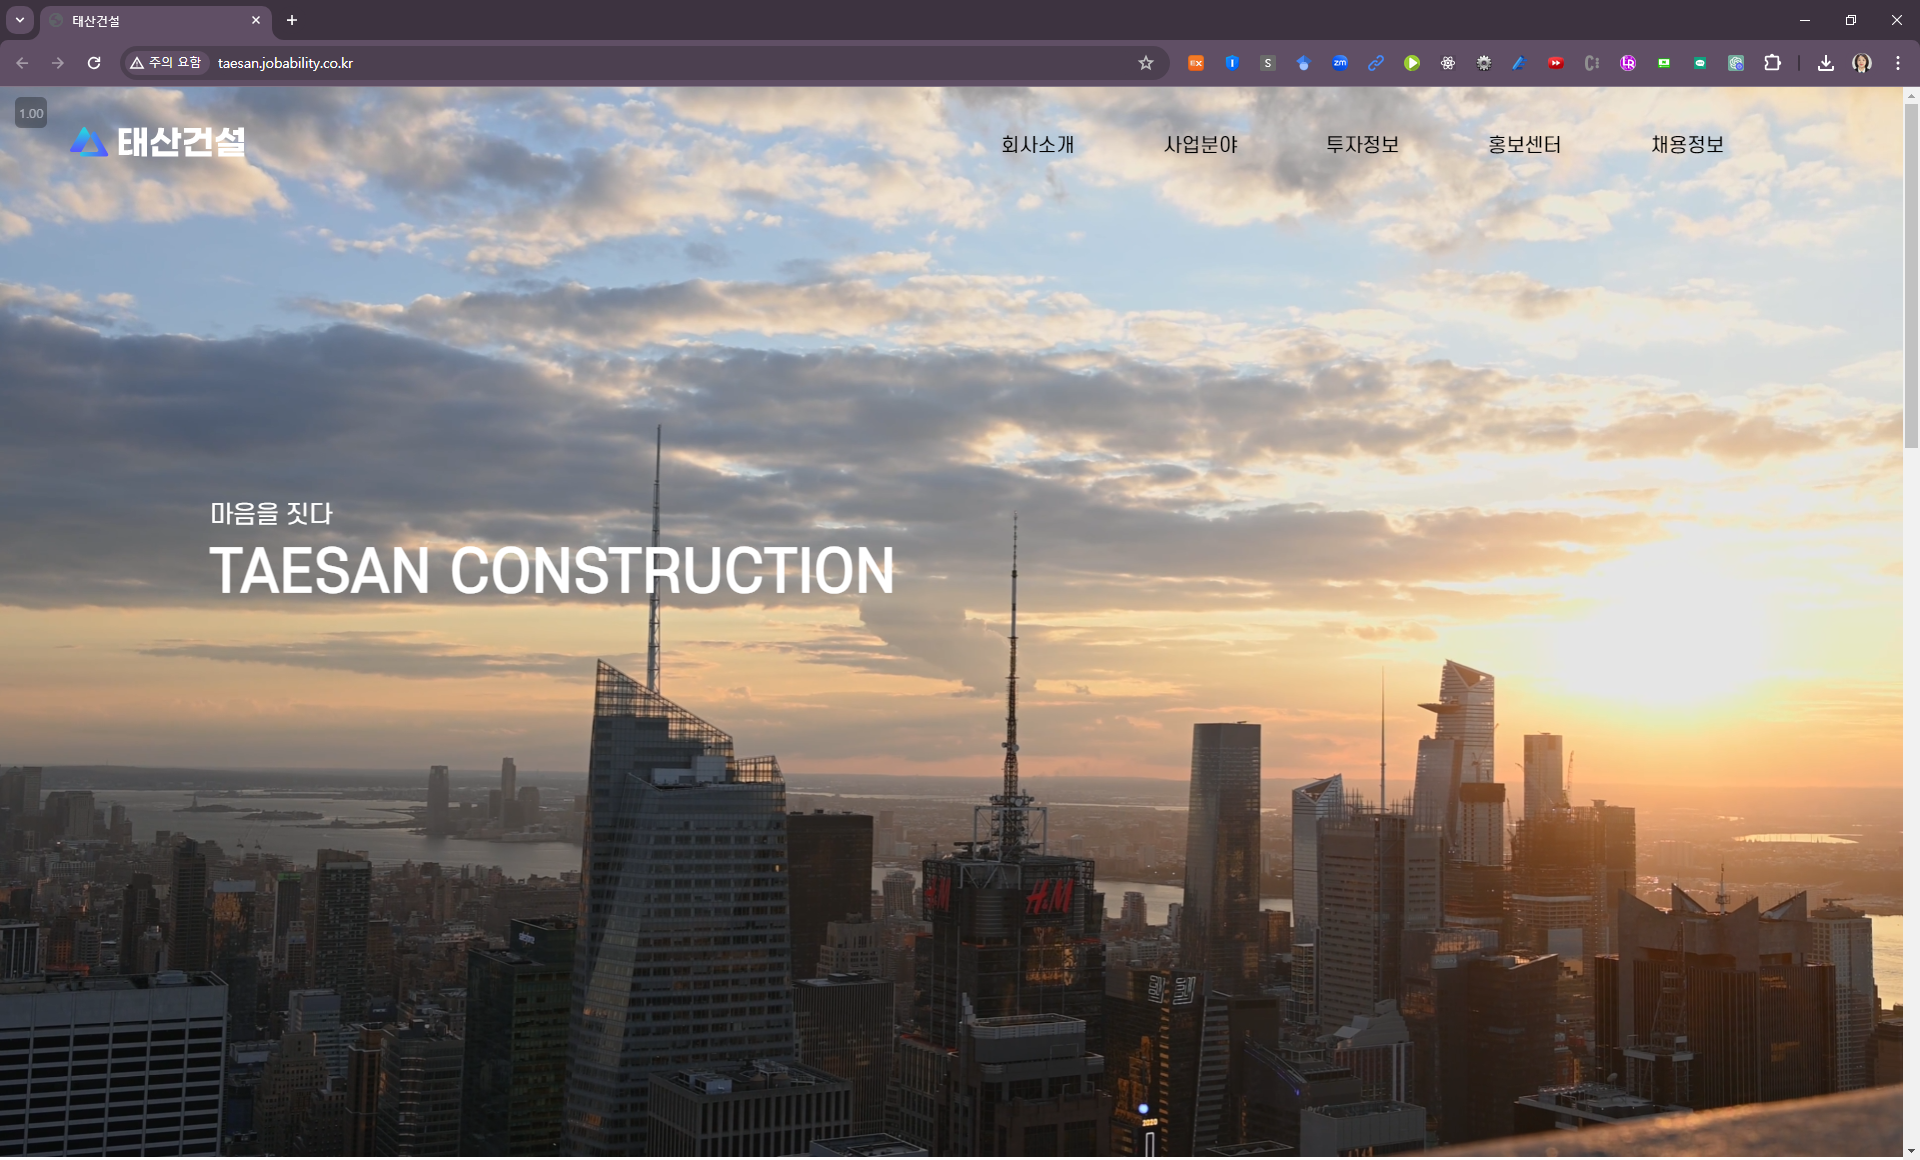 태산건설
주의 요함
taesan.jobability.co.kr
1.00
태산건설
회사소개
사업분야
투자정보
홍보센터
채용정보
마음을 짓다
TAESAN CONSTRUCTION
H&M
2020